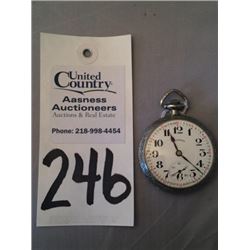 United
Country
Aasness
Auctioneers
Auctions & Real Estate
Phone: 218-998-4454
246